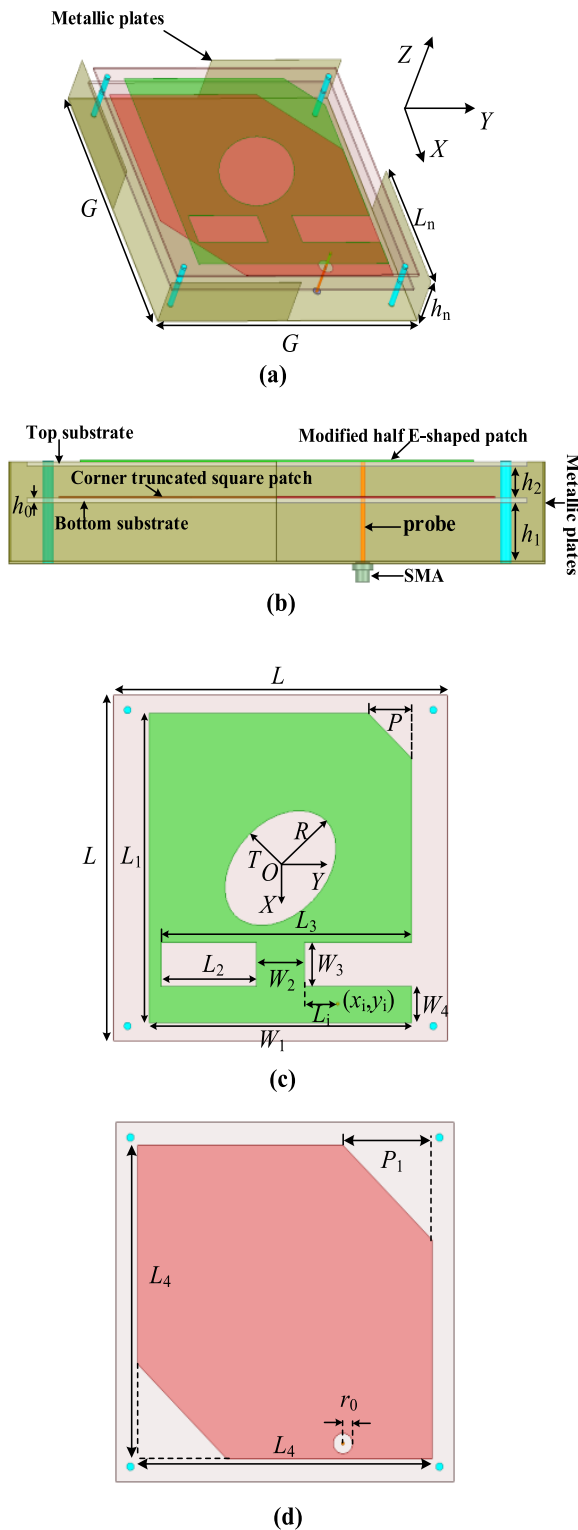 Metallic plates
Z
Y
X
G
Lₙ
hₙ
G
(a)
Top substrate
Modified half E-shaped patch
Corner truncated square patch
h₀
h₂
Bottom substrate
probe
h₁
Metallic plates
SMA
(b)
L
P
L
L₁
R
T
O
Y
X
L₃
L₂
W₂
W₃
Lᵢ
(xᵢ,yᵢ)
W₄
W₁
(c)
P₁
L₄
r₀
L₄
(d)